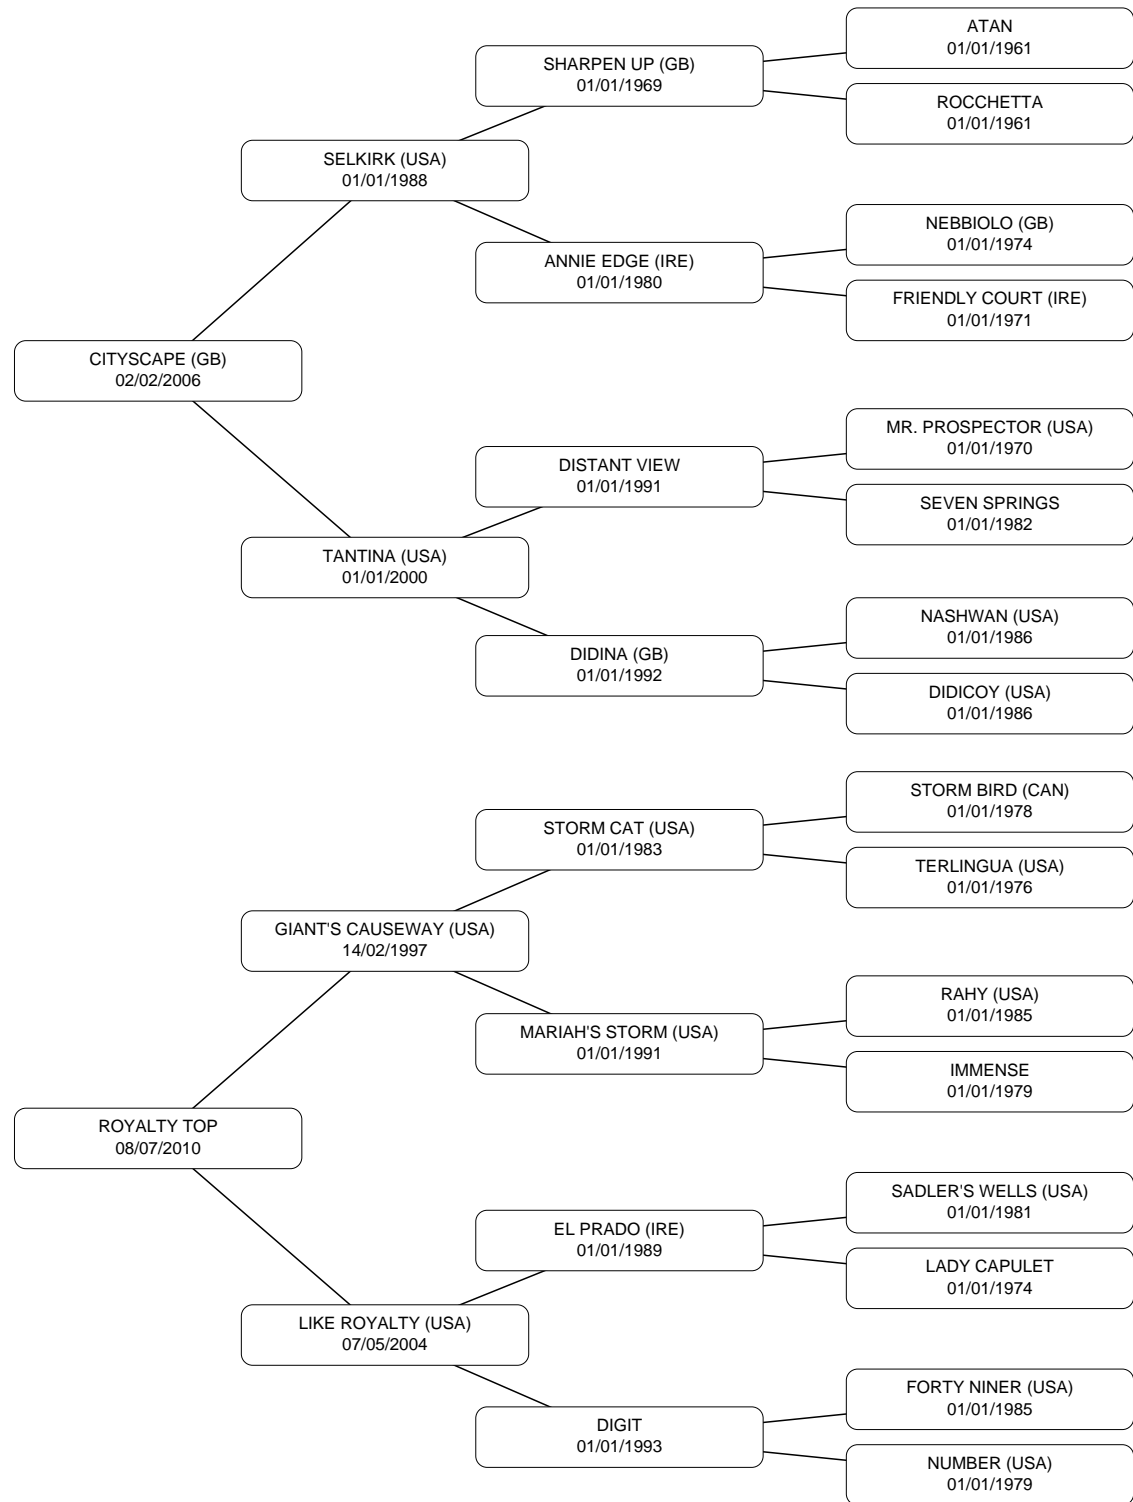 ATAN
01/01/1961
SHARPEN UP (GB)
01/01/1969
ROCCHETTA
01/01/1961
SELKIRK (USA)
01/01/1988
NEBBIOLO (GB)
01/01/1974
ANNIE EDGE (IRE)
01/01/1980
FRIENDLY COURT (IRE)
01/01/1971
CITYSCAPE (GB)
02/02/2006
MR. PROSPECTOR (USA)
01/01/1970
DISTANT VIEW
01/01/1991
SEVEN SPRINGS
01/01/1982
TANTINA (USA)
01/01/2000
NASHWAN (USA)
01/01/1986
DIDINA (GB)
01/01/1992
DIDICOY (USA)
01/01/1986
STORM BIRD (CAN)
01/01/1978
STORM CAT (USA)
01/01/1983
TERLINGUA (USA)
01/01/1976
GIANT'S CAUSEWAY (USA)
14/02/1997
RAHY (USA)
01/01/1985
MARIAH'S STORM (USA)
01/01/1991
IMMENSE
01/01/1979
ROYALTY TOP
08/07/2010
SADLER'S WELLS (USA)
01/01/1981
EL PRADO (IRE)
01/01/1989
LADY CAPULET
01/01/1974
LIKE ROYALTY (USA)
07/05/2004
FORTY NINER (USA)
01/01/1985
DIGIT
01/01/1993
NUMBER (USA)
01/01/1979